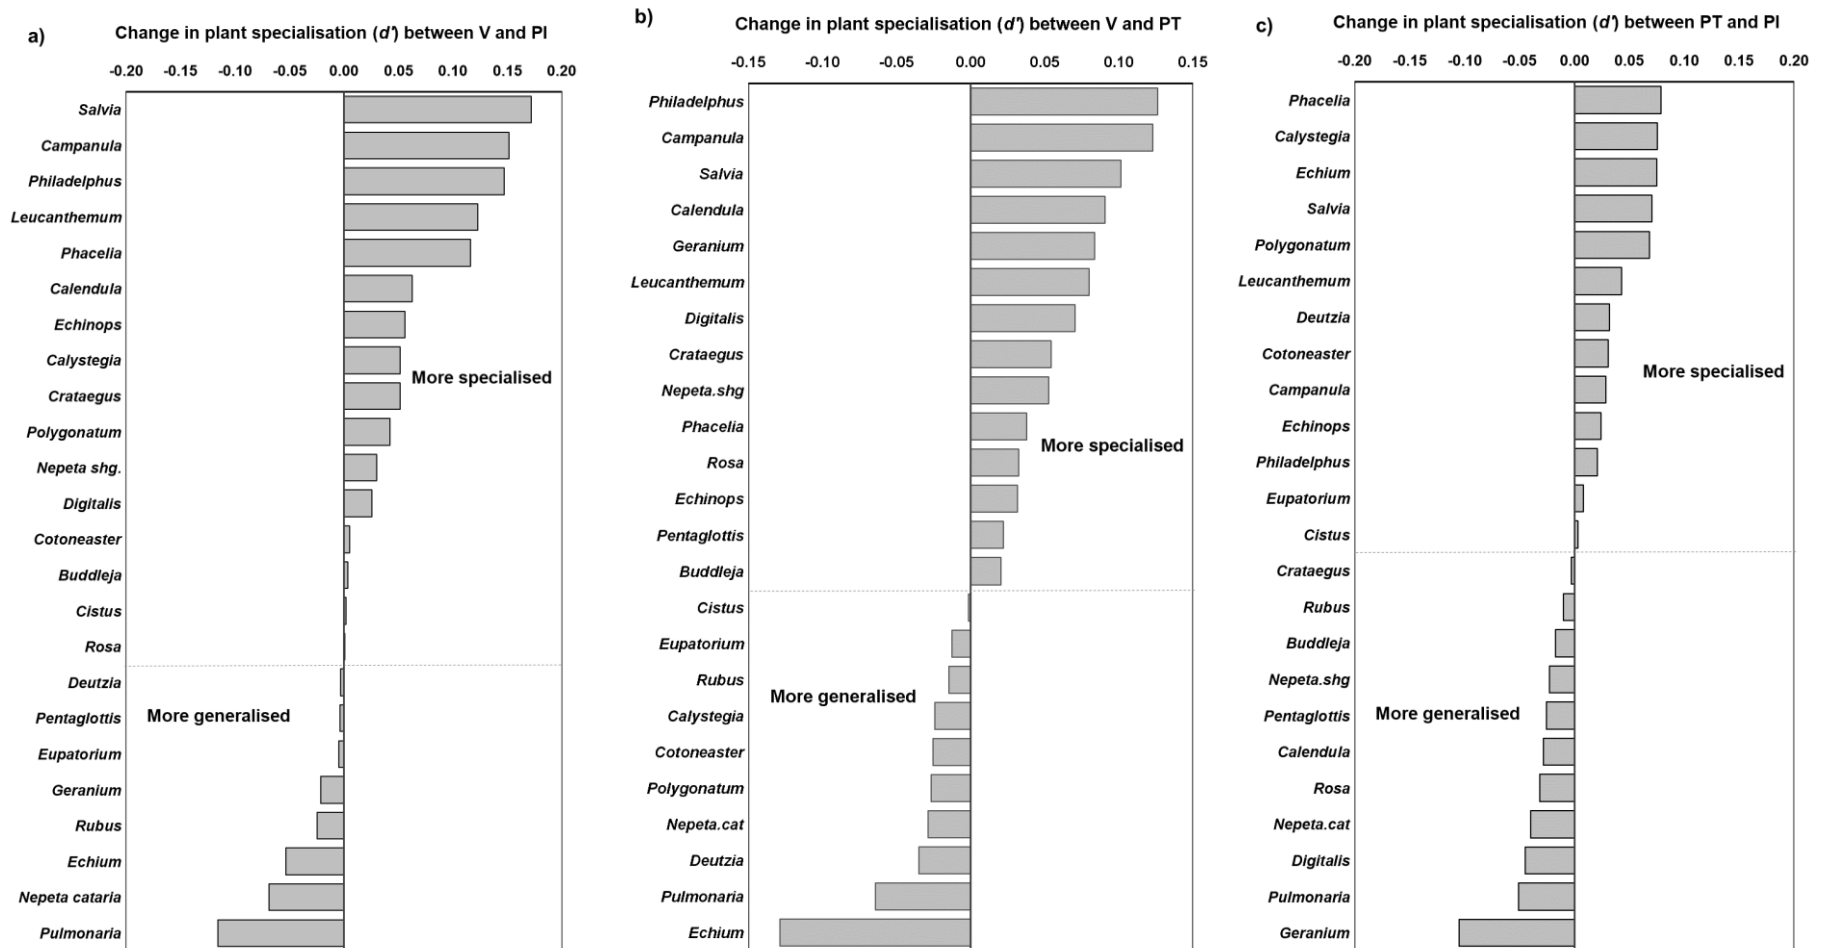 a)
Change in plant specialisation (d') between V and PI
-0.20 -0.15 -0.10 -0.05 0.00 0.05 0.10 0.15 0.20
Salvia
Campanula
Philadelphus
Leucanthemum
Phacelia
Calendula
Echinops
Calystegia
More specialised
Crataegus
Polygonatum
Nepeta shg.
Digitalis
Cotoneaster
Buddleja
Cistus
Rosa
Deutzia
Pentaglottis
More generalised
Eupatorium
Geranium
Rubus
Echium
Nepeta cataria
Pulmonaria
b)
Change in plant specialisation (d') between V and PT
-0.15 -0.10 -0.05 0.00 0.05 0.10 0.15
Philadelphus
Campanula
Salvia
Calendula
Geranium
Leucanthemum
Digitalis
Crataegus
Nepeta.shg
Phacelia
More specialised
Rosa
Echinops
Pentaglottis
Buddleja
Cistus
Eupatorium
Rubus
More generalised
Calystegia
Cotoneaster
Polygonatum
Nepeta.cat
Deutzia
Pulmonaria
Echium
c)
Change in plant specialisation (d') between PT and PI
-0.20 -0.15 -0.10 -0.05 0.00 0.05 0.10 0.15 0.20
Phacelia
Calystegia
Echium
Salvia
Polygonatum
Leucanthemum
Deutzia
Cotoneaster
More specialised
Campanula
Echinops
Philadelphus
Eupatorium
Cistus
Crataegus
Rubus
Buddleja
Nepeta.shg
Pentaglottis
More generalised
Calendula
Rosa
Nepeta.cat
Digitalis
Pulmonaria
Geranium